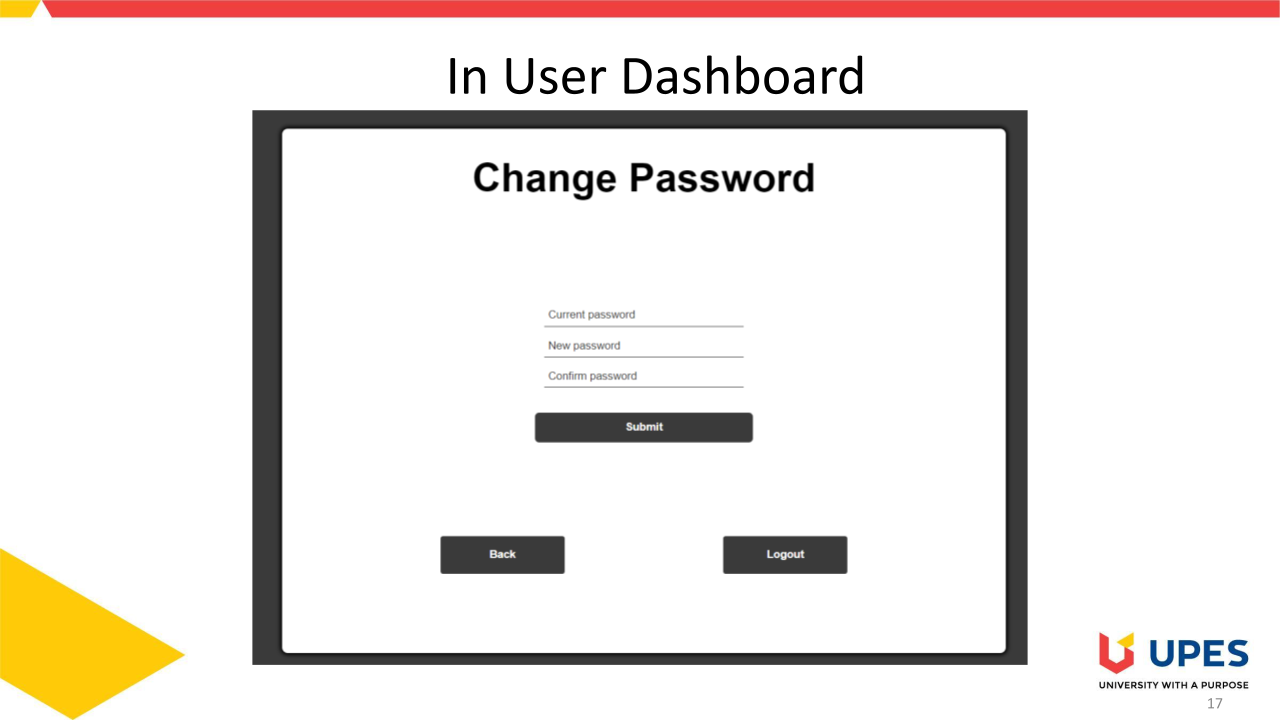 In User Dashboard
Change Password
Current password
New password
Confirm password
Submit
Back
Logout
UPES
UNIVERSITY WITH A PURPOSE
17